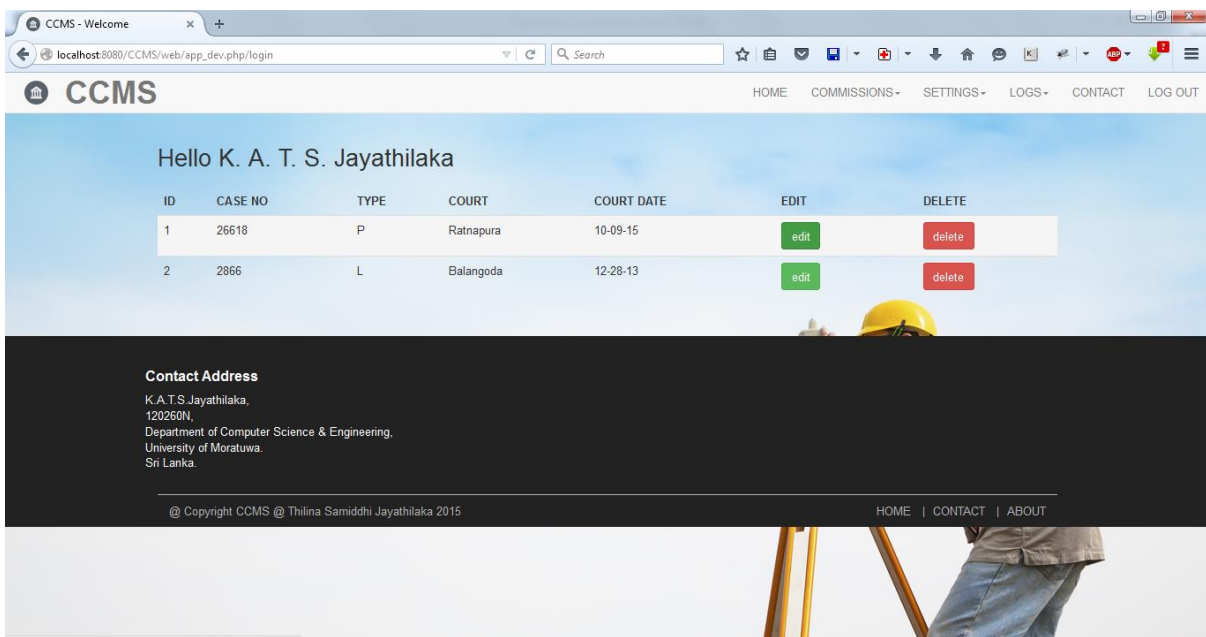 CCMS - Welcome
localhost:8080/CCMS/web/app_dev.php/login
Search
ABP
K
?
CCMS
HOME COMMISSIONS SETTINGS LOGS CONTACT LOG OUT
Hello K. A. T. S. Jayathilaka
ID CASE NO TYPE COURT COURT DATE EDIT DELETE
1 26618 P Ratnapura 10-09-15 edit delete
2 2866 L Balangoda 12-28-13 edit delete
Contact Address
K.A.T.S.Jayathilaka,
120260N,
Department of Computer Science & Engineering,
University of Moratuwa.
Sri Lanka.
@ Copyright CCMS @ Thilina Samiddhi Jayathilaka 2015
HOME | CONTACT | ABOUT